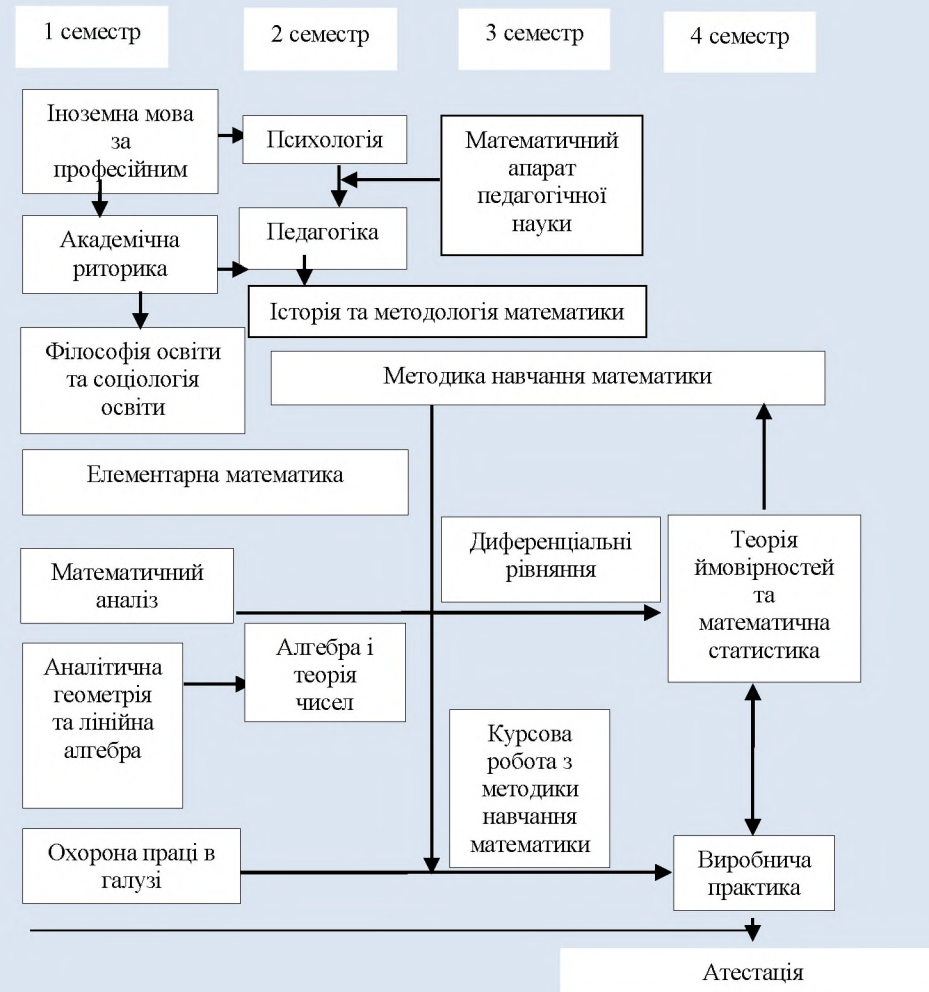 1 семестр
2 семестр
3 семестр
4 семестр
Іноземна мова
за
професійним
Психологія
Математичний
апарат
педагогічної
науки
Академічна
риторика
Педагогіка
Історія та методологія математики
Філософія освіти
та соціологія
освіти
Методика навчання математики
Елементарна математика
Диференціальні
рівняння
Теорія
ймовірностей
та
математична
статистика
Математичний
аналіз
Аналітична
геометрія
та лінійна
алгебра
Алгебра і
теорія
чисел
Курсова
робота з
методики
навчання
математики
Охорона праці в
галузі
Виробнича
практика
Атестація